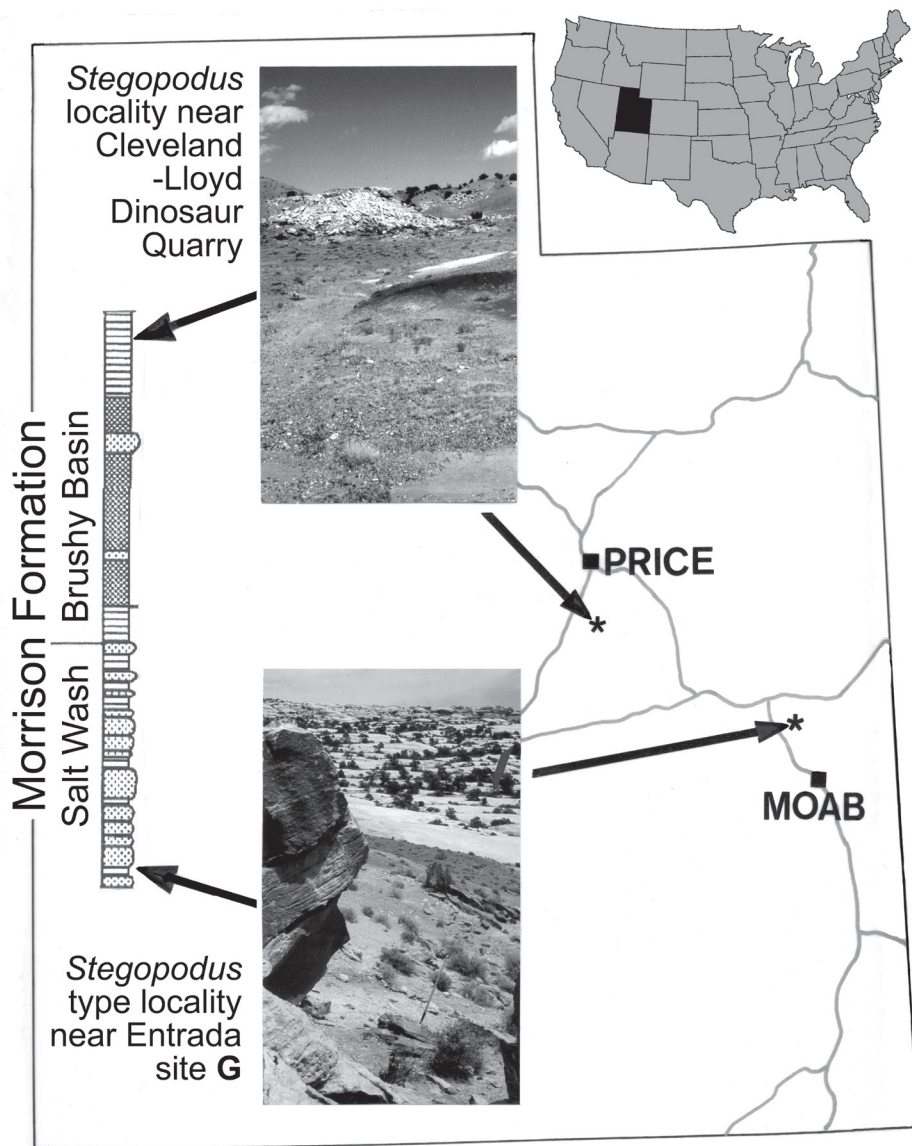 Stegopodus
locality near
Cleveland
-Lloyd
Dinosaur
Quarry
Morrison Formation
Brushy Basin
Salt Wash
PRICE
*
*
MOAB
Stegopodus
type locality
near Entrada
site G